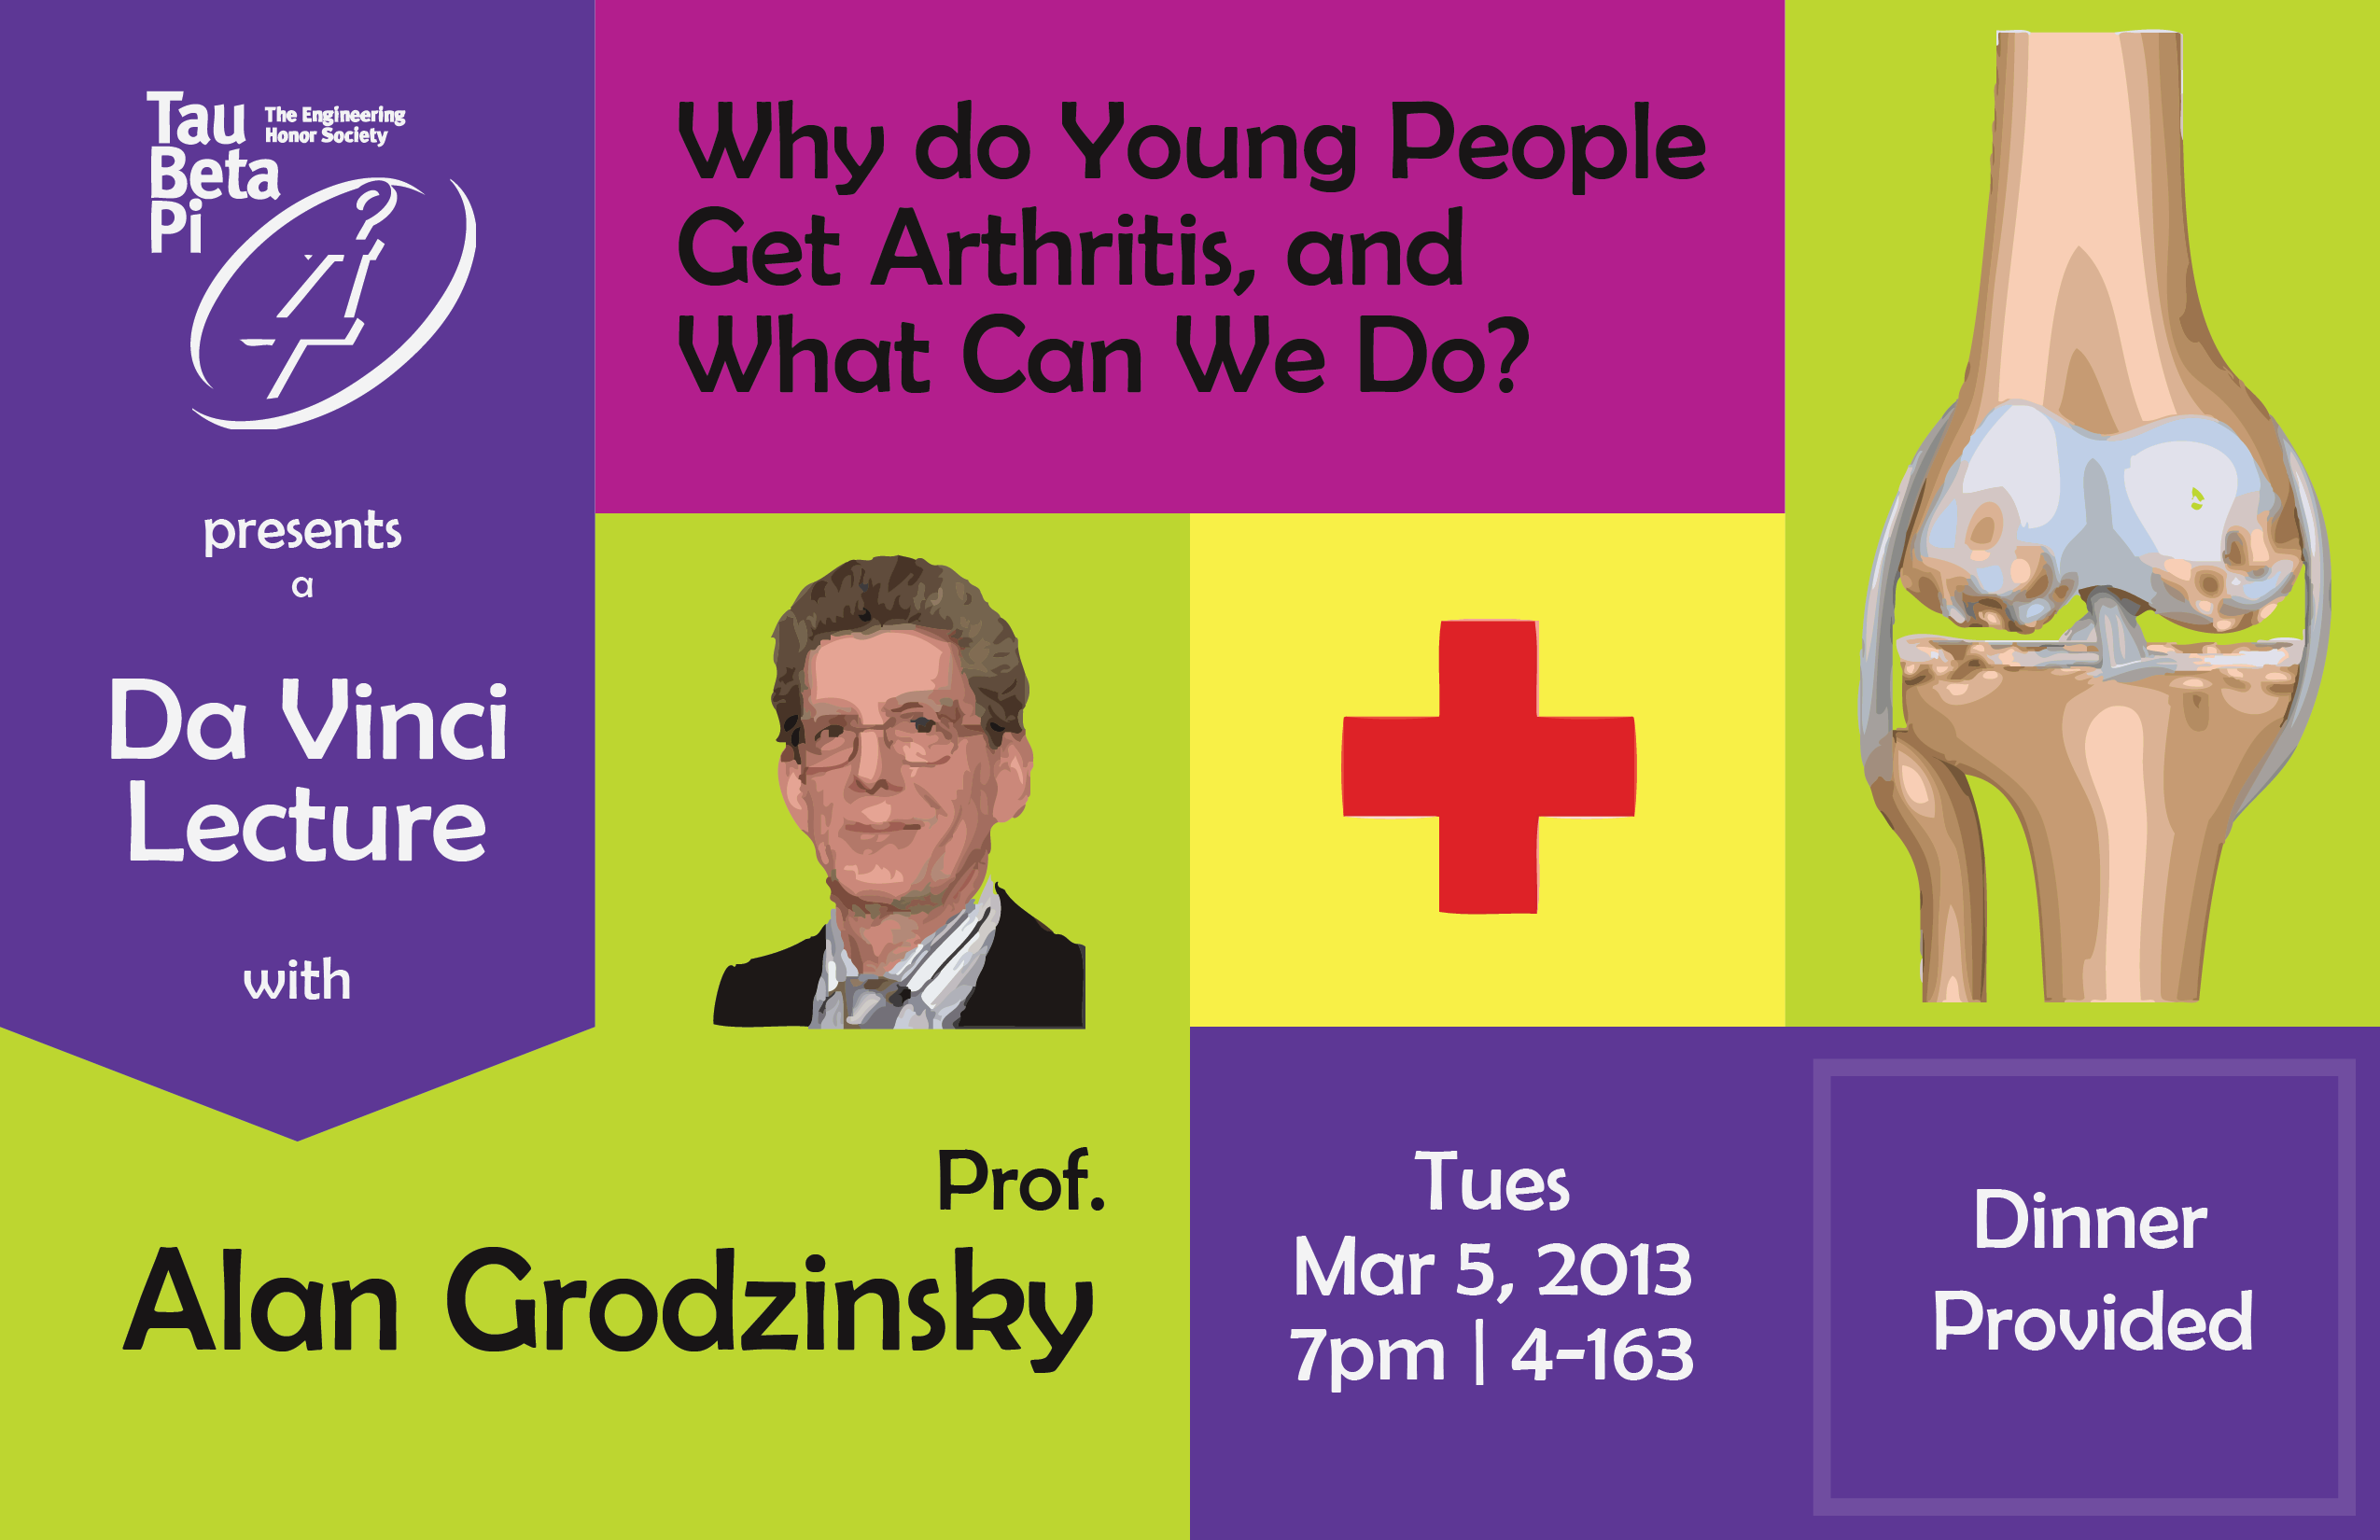 Tau
Beta
Pi
The Engineering
Honor Society
presents
a
Da Vinci
Lecture
with
Why do Young People
Get Arthritis, and
What Can We Do?
Prof.
Alan Grodzinsky
Tues
Mar 5, 2013
7pm | 4-163
Dinner
Provided